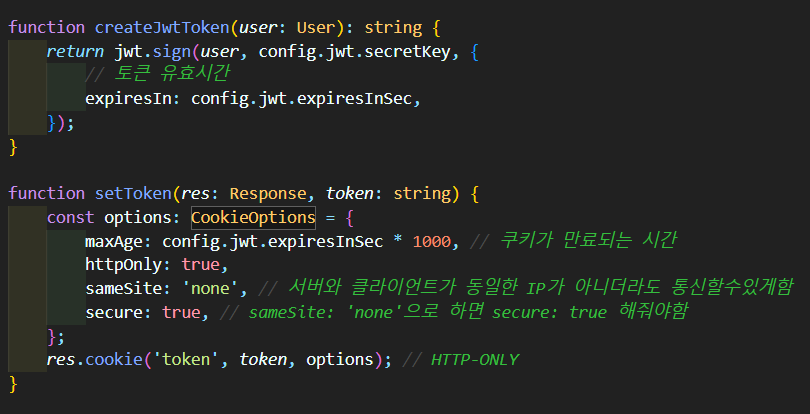 function createJwtToken(user: User): string {
return jwt.sign(user, config.jwt.secretKey, {
// 토큰 유효시간
expiresIn: config.jwt.expiresInSec,
});
}
function setToken(res: Response, token: string) {
const options: CookieOptions = {
maxAge: config.jwt.expiresInSec * 1000, // 쿠키가 만료되는 시간
httpOnly: true,
sameSite: 'none', // 서버와 클라이언트가 동일한 IP가 아니더라도 통신할수있게함
secure: true, // sameSite: 'none'으로 하면 secure: true 해줘야함
};
res.cookie('token', token, options); // HTTP-ONLY
}